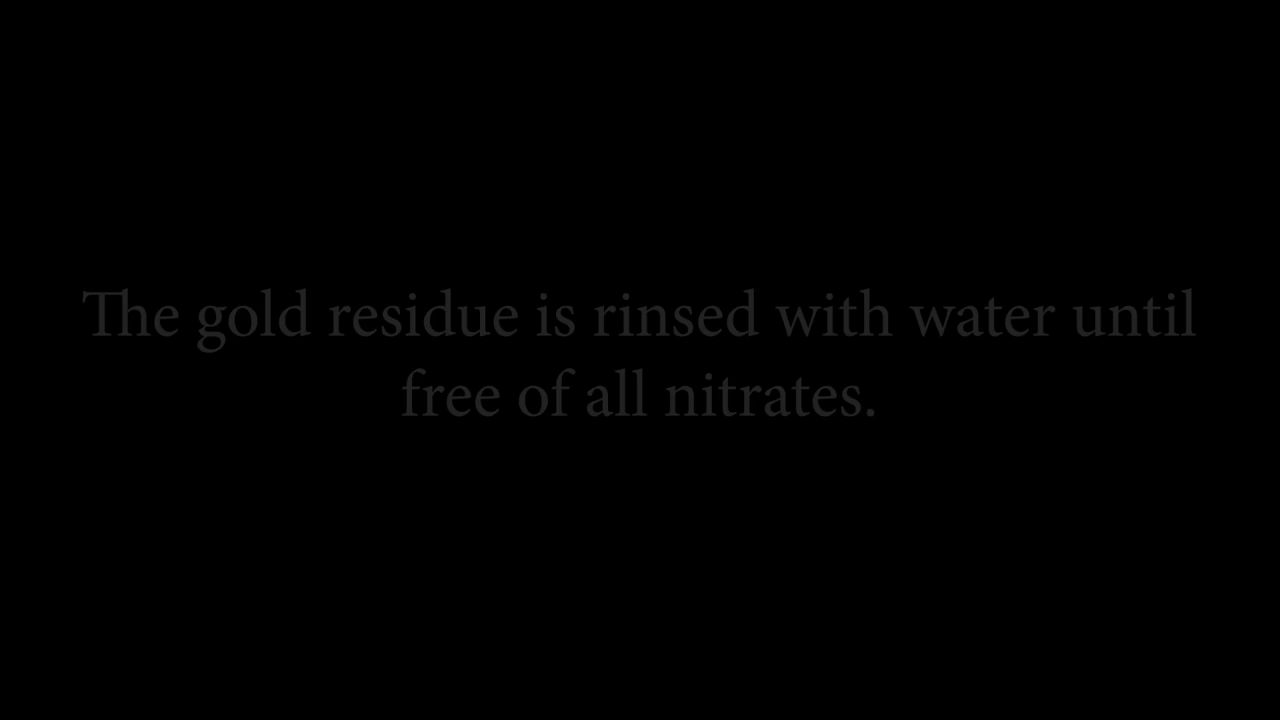 The gold residue is rinsed with water until
free of all nitrates.